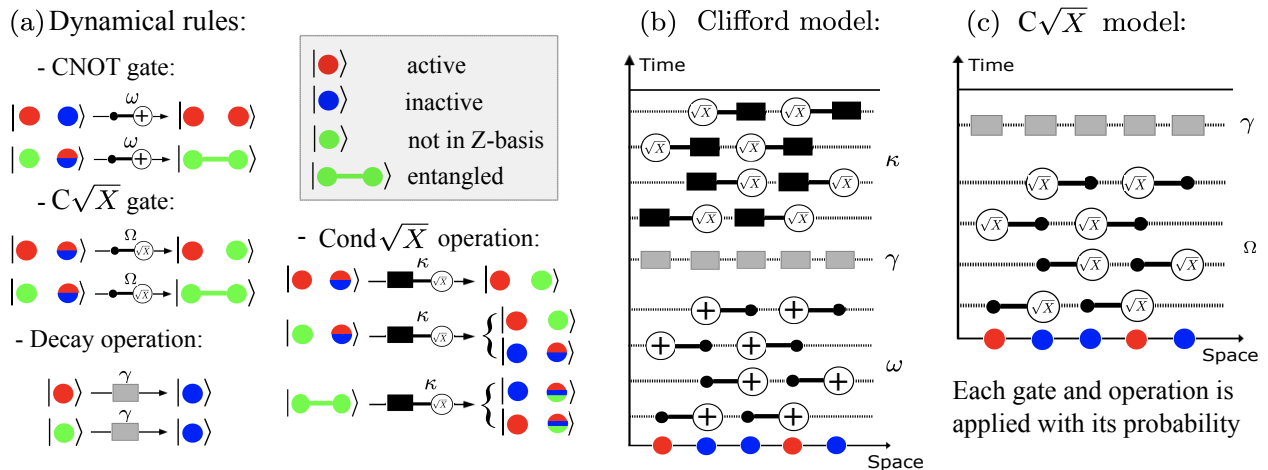 (a) Dynamical rules:
- CNOT gate:
ω
ω
- C√X gate:
Ω
√X
Ω
√X
- Decay operation:
γ
γ
active
inactive
not in Z-basis
entangled
- Cond√X operation:
κ
√X
κ
√X
κ
√X
(b) Clifford model:
Time
√X √X
√X √X
κ
√X √X
√X √X
γ
ω
Space
(c) C√X model:
Time
γ
√X √X
√X √X
Ω
√X √X
√X √X
Space
Each gate and operation is
applied with its probability